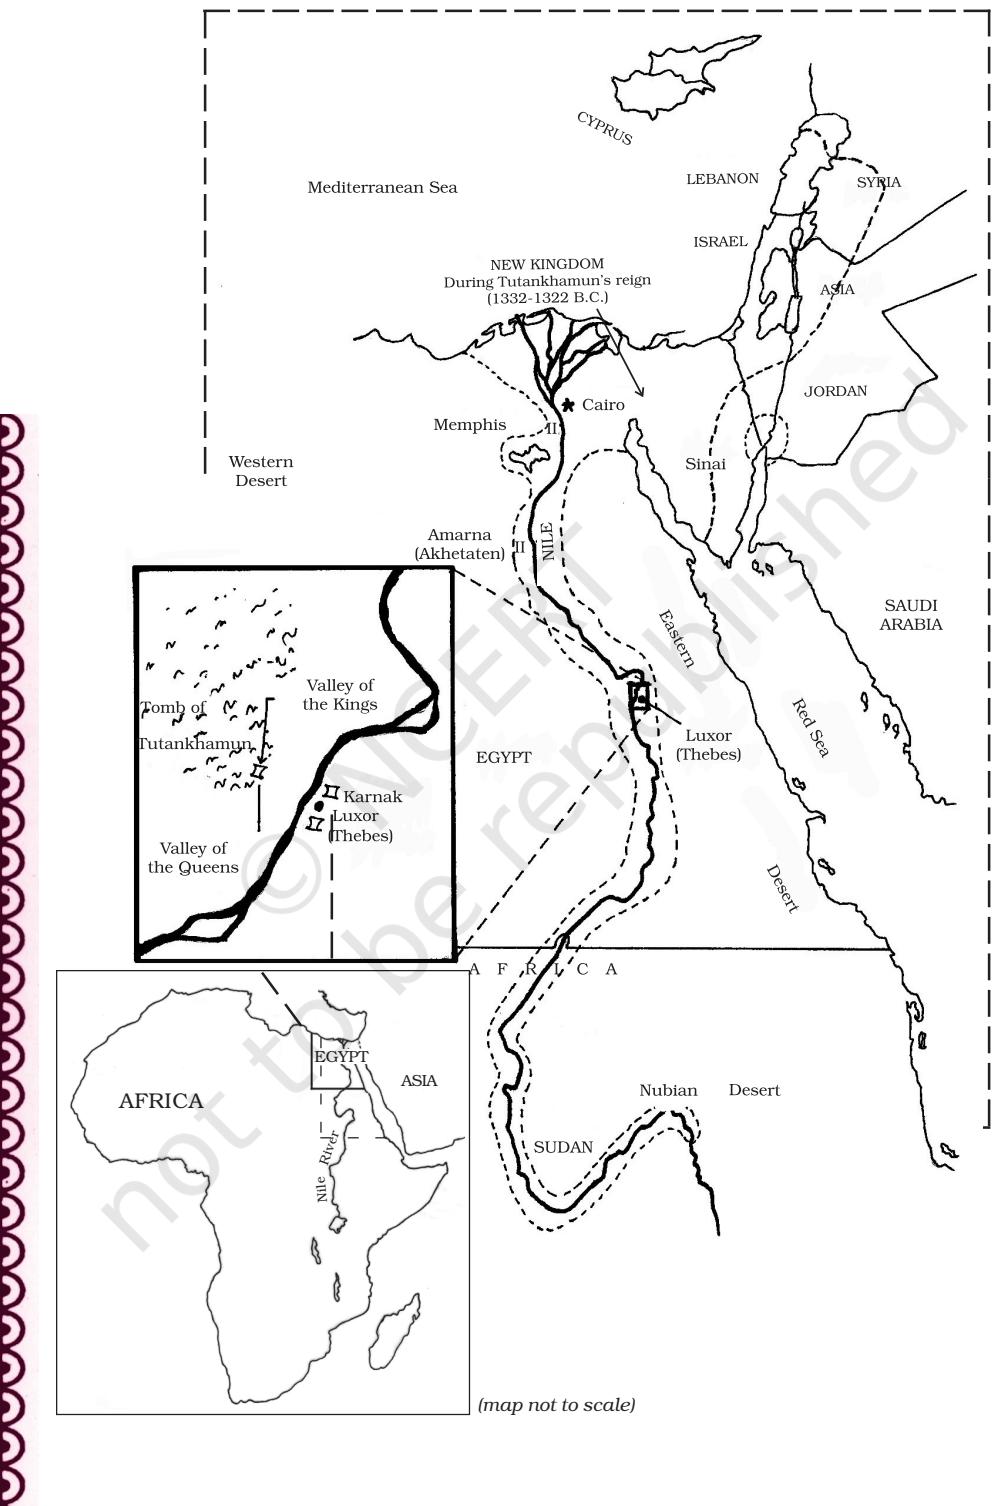 CYPRUS
Mediterranean Sea
LEBANON
SYRIA
ISRAEL
NEW KINGDOM
During Tutankhamun's reign
(1332-1322 B.C.)
ASIA
JORDAN
Cairo
Memphis
II
Western
Desert
Sinai
Amarna
(Akhetaten)
II
NILE
SAUDI
ARABIA
Eastern
Valley of
the Kings
Tomb of
Tutankhamun
Red Sea
Luxor
(Thebes)
EGYPT
Karnak
Luxor
(Thebes)
Valley of
the Queens
Desert
AFRICA
EGYPT
ASIA
AFRICA
Nubian Desert
SUDAN
Nile River
(map not to scale)
© NCERT
not to be republished